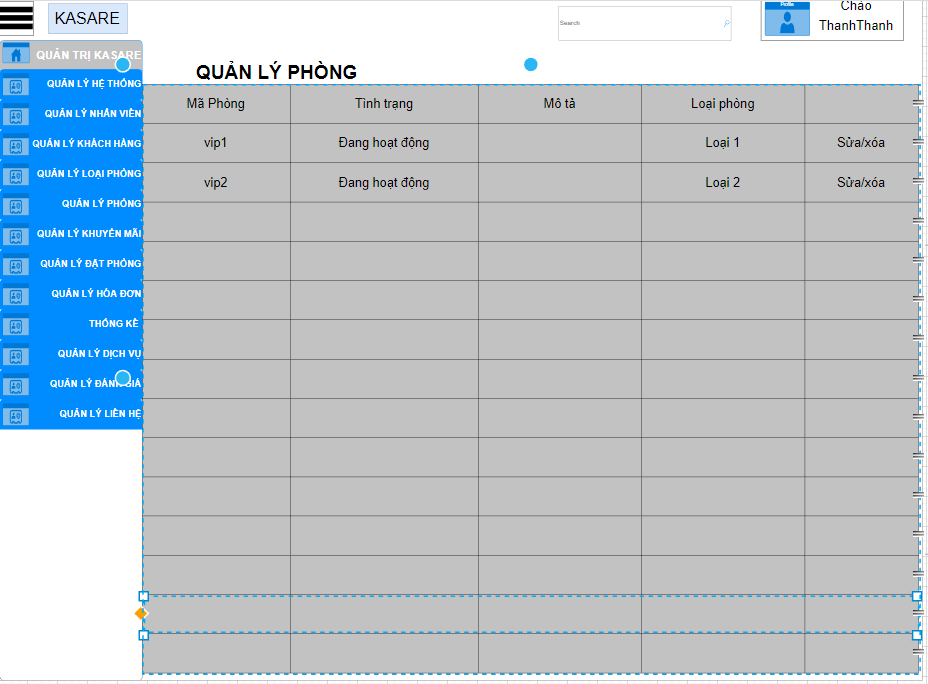 KASARE
Search
Profile
Chào
ThanhThanh
QUẢN TRỊ KASARE
QUẢN LÝ HỆ THỐNG
QUẢN LÝ NHÂN VIÊN
QUẢN LÝ KHÁCH HÀNG
QUẢN LÝ LOẠI PHÒNG
QUẢN LÝ PHÒNG
QUẢN LÝ KHUYẾN MÃI
QUẢN LÝ ĐẶT PHÒNG
QUẢN LÝ HÓA ĐƠN
THỐNG KÊ
QUẢN LÝ DỊCH VỤ
QUẢN LÝ ĐÁNH GIÁ
QUẢN LÝ LIÊN HỆ
QUẢN LÝ PHÒNG
Mã Phòng Tình trạng Mô tả Loại phòng
vip1 Đang hoạt động Loại 1 Sửa/xóa
vip2 Đang hoạt động Loại 2 Sửa/xóa